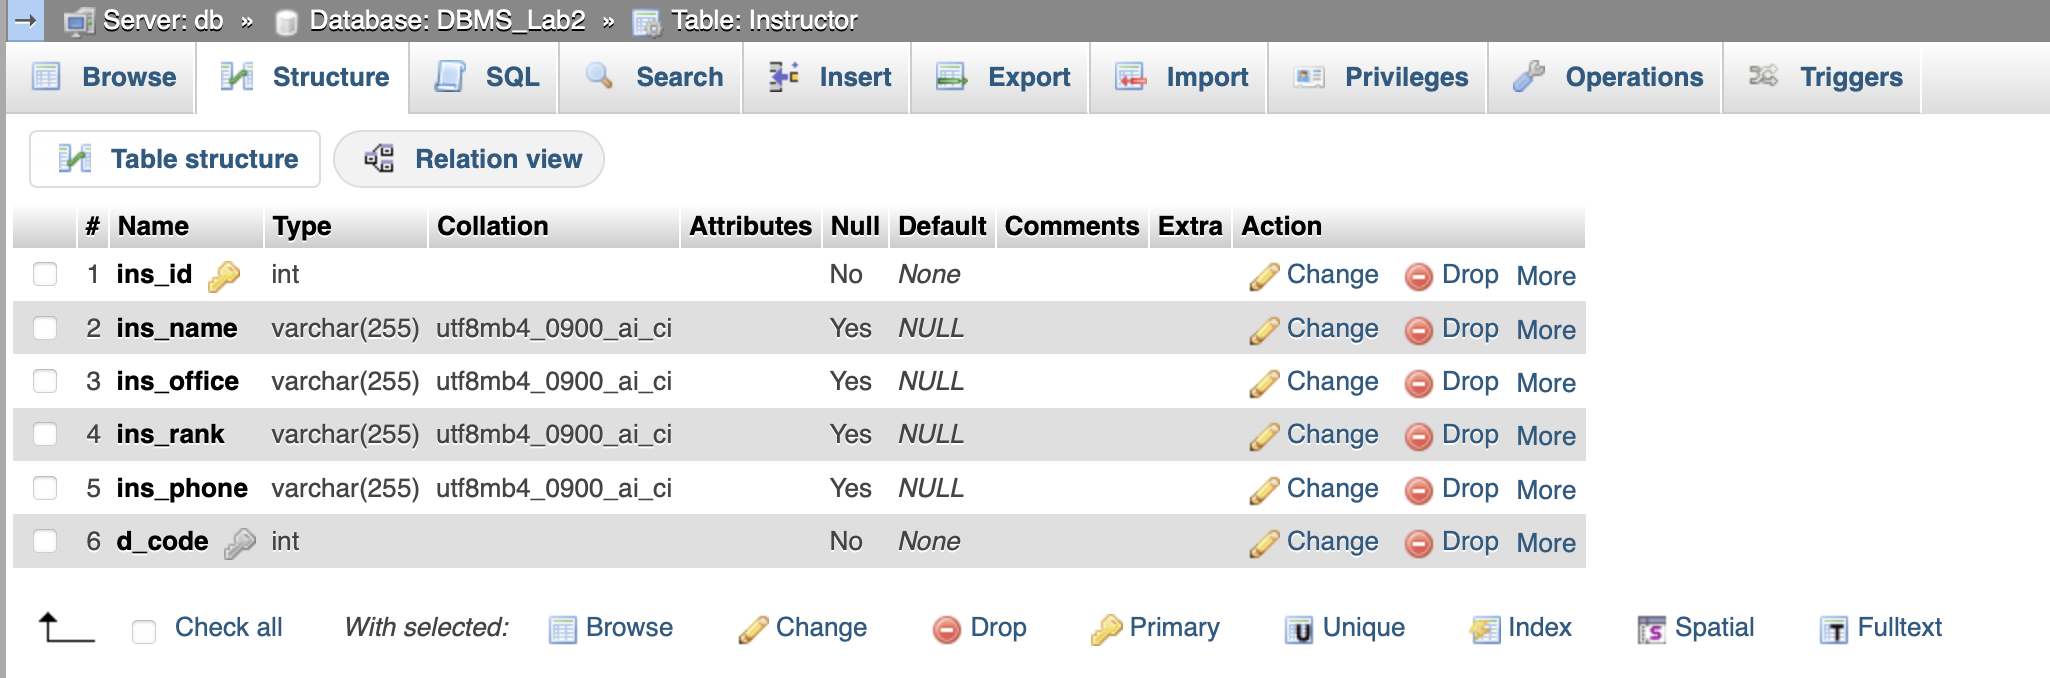 Server: db » Database: DBMS_Lab2 » Table: Instructor
Browse Structure SQL Search Insert Export Import Privileges Operations Triggers
Table structure Relation view
# Name Type Collation Attributes Null Default Comments Extra Action
1 ins_id int No None Change Drop More
2 ins_name varchar(255) utf8mb4_0900_ai_ci Yes NULL Change Drop More
3 ins_office varchar(255) utf8mb4_0900_ai_ci Yes NULL Change Drop More
4 ins_rank varchar(255) utf8mb4_0900_ai_ci Yes NULL Change Drop More
5 ins_phone varchar(255) utf8mb4_0900_ai_ci Yes NULL Change Drop More
6 d_code int No None Change Drop More
Check all With selected: Browse Change Drop Primary Unique Index Spatial Fulltext